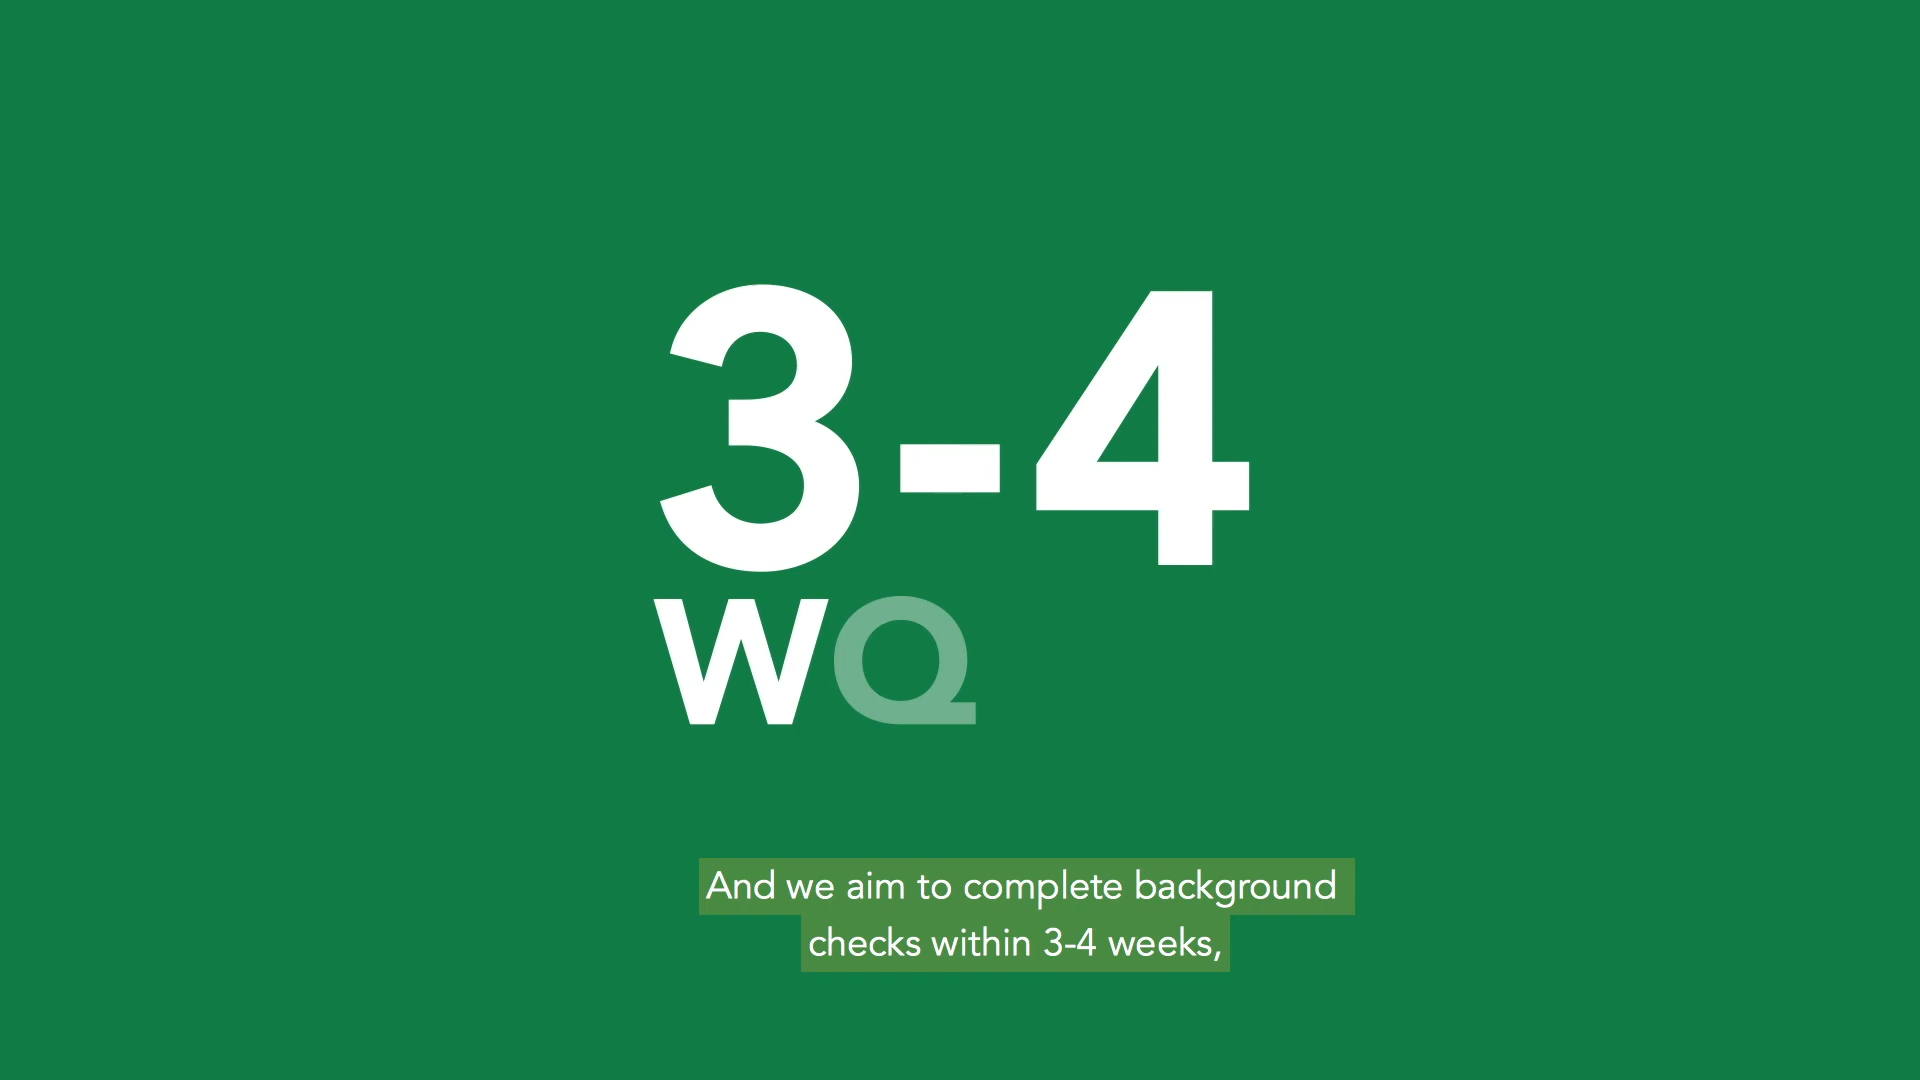 3-4
WQ
And we aim to complete background
checks within 3-4 weeks,